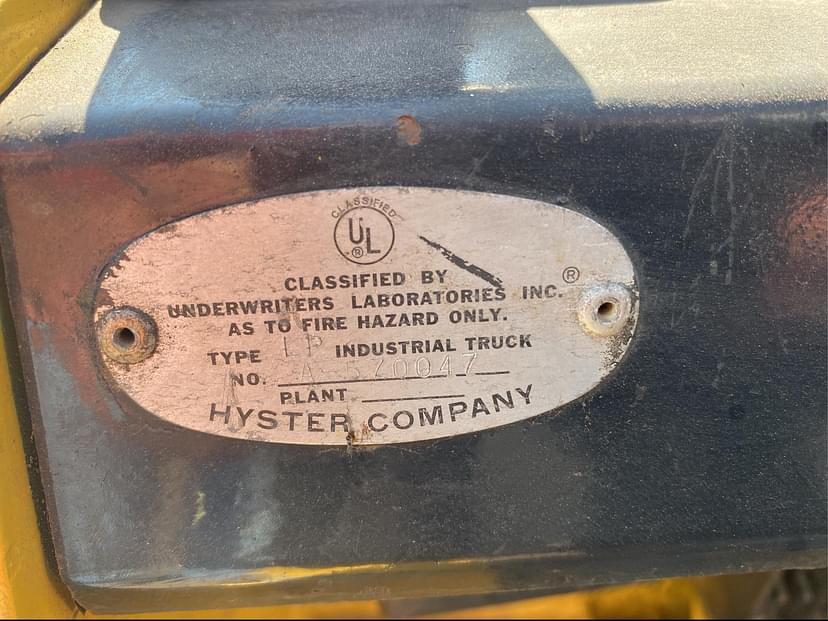 CLASSIFIED
UL®
CLASSIFIED BY
UNDERWRITERS LABORATORIES INC.®
AS TO FIRE HAZARD ONLY.
TYPE LP INDUSTRIAL TRUCK
NO.
PLANT
HYSTER COMPANY